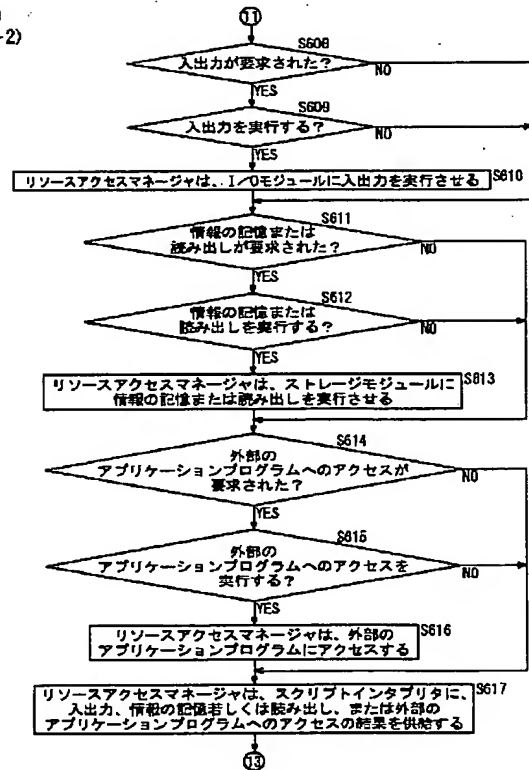 -2)
⑪
S608
入出力が要求された？
NO
YES
S609
入出力を実行する？
NO
YES
リソースアクセスマネージャは、I/Oモジュールに入出力を実行させる
S610
S611
情報の記憶または
読み出しが要求された？
NO
YES
S612
情報の記憶または
読み出しを実行する？
NO
YES
S613
リソースアクセスマネージャは、ストレージモジュールに
情報の記憶または読み出しを実行させる
S614
外部の
アプリケーションプログラムへのアクセスが
要求された？
NO
YES
S615
外部の
アプリケーションプログラムへのアクセスを
実行する？
NO
YES
リソースアクセスマネージャは、外部の
アプリケーションプログラムにアクセスする
S616
リソースアクセスマネージャは、スクリプトインタプリタに、
入出力、情報の記憶若しくは読み出し、または外部の
アプリケーションプログラムへのアクセスの結果を供給する
S617
⑬